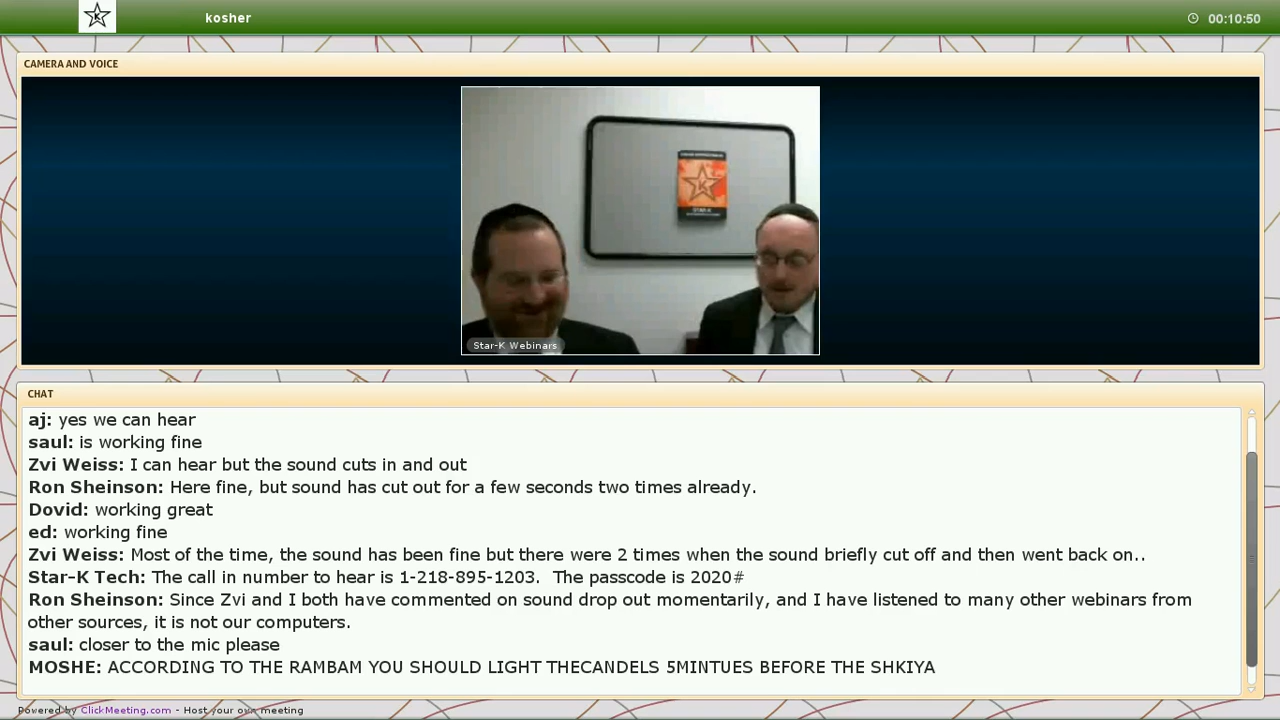 K
kosher
00:10:50
CAMERA AND VOICE
K
STAR-K
Star-K Webinars
CHAT
aj: yes we can hear
saul: is working fine
Zvi Weiss: I can hear but the sound cuts in and out
Ron Sheinson: Here fine, but sound has cut out for a few seconds two times already.
Dovid: working great
ed: working fine
Zvi Weiss: Most of the time, the sound has been fine but there were 2 times when the sound briefly cut off and then went back on..
Star-K Tech: The call in number to hear is 1-218-895-1203. The passcode is 2020#
Ron Sheinson: Since Zvi and I both have commented on sound drop out momentarily, and I have listened to many other webinars from
other sources, it is not our computers.
saul: closer to the mic please
MOSHE: ACCORDING TO THE RAMBAM YOU SHOULD LIGHT THECANDELS 5MINTUES BEFORE THE SHKIYA
Powered by ClickMeeting.com - Host your own meeting